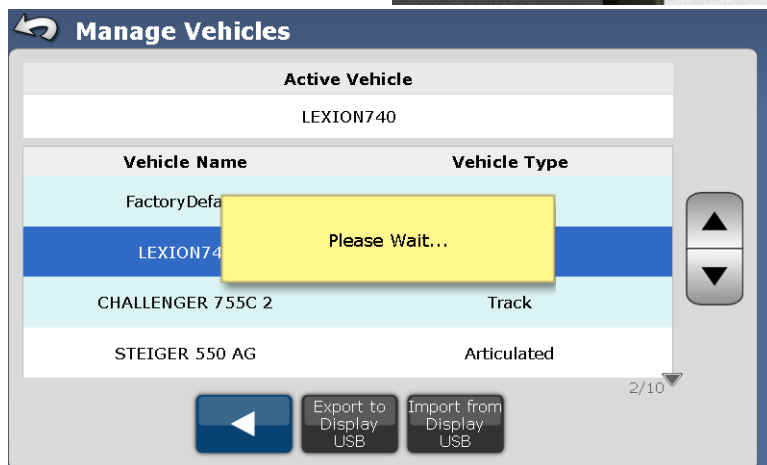 Manage Vehicles
Active Vehicle
LEXION740
Vehicle Name Vehicle Type
FactoryDefa
LEXION74
Please Wait...
CHALLENGER 755C 2 Track
STEIGER 550 AG Articulated
2/10
Export to
Display
USB
Import from
Display
USB